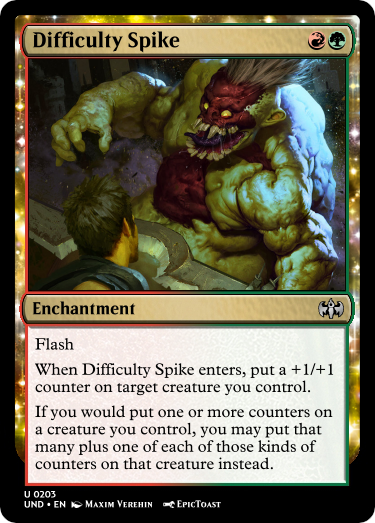 Difficulty Spike
Enchantment
Flash
When Difficulty Spike enters, put a +1/+1
counter on target creature you control.
If you would put one or more counters on
a creature you control, you may put that
many plus one of each of those kinds of
counters on that creature instead.
U 0203
UND • EN Maxim Verehin EpicToast